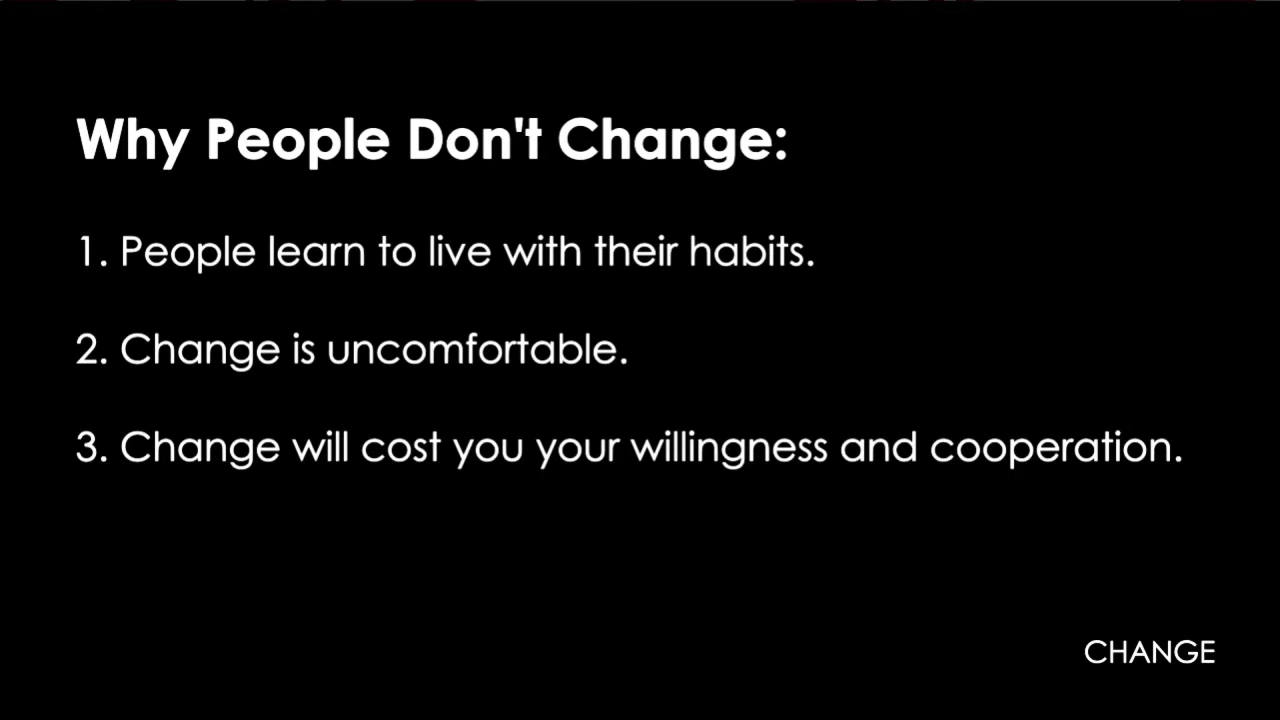 Why People Don't Change:
1. People learn to live with their habits.
2. Change is uncomfortable.
3. Change will cost you your willingness and cooperation.
CHANGE